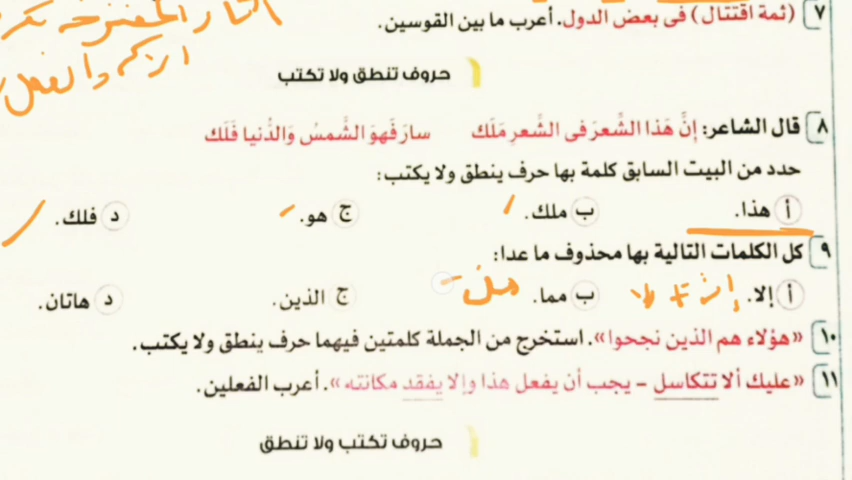 ٧ (ثمة اقتتال) فى بعض الدول. أعرب ما بين القوسين.
حروف تنطق ولا تكتب
٨ قال الشاعر: إنَّ هَذا الشِّعرَ فى الشِّعرِ مَلَك سارَ فَهوَ الشَّمسُ وَالدُّنيا فَلَك
حدد من البيت السابق كلمة بها حرف ينطق ولا يكتب:
أ هذا. ب ملك. ج هو. د فلك.
٩ كل الكلمات التالية بها محذوف ما عدا:
أ إلا. إن + لا ب مما. من ج الذين. د هاتان.
١٠ «هؤلاء هم الذين نجحوا». استخرج من الجملة كلمتين فيهما حرف ينطق ولا يكتب.
١١ «عليك ألا تتكاسل - يجب أن يفعل هذا وإلا يفقد مكانته». أعرب الفعلين.
حروف تكتب ولا تنطق